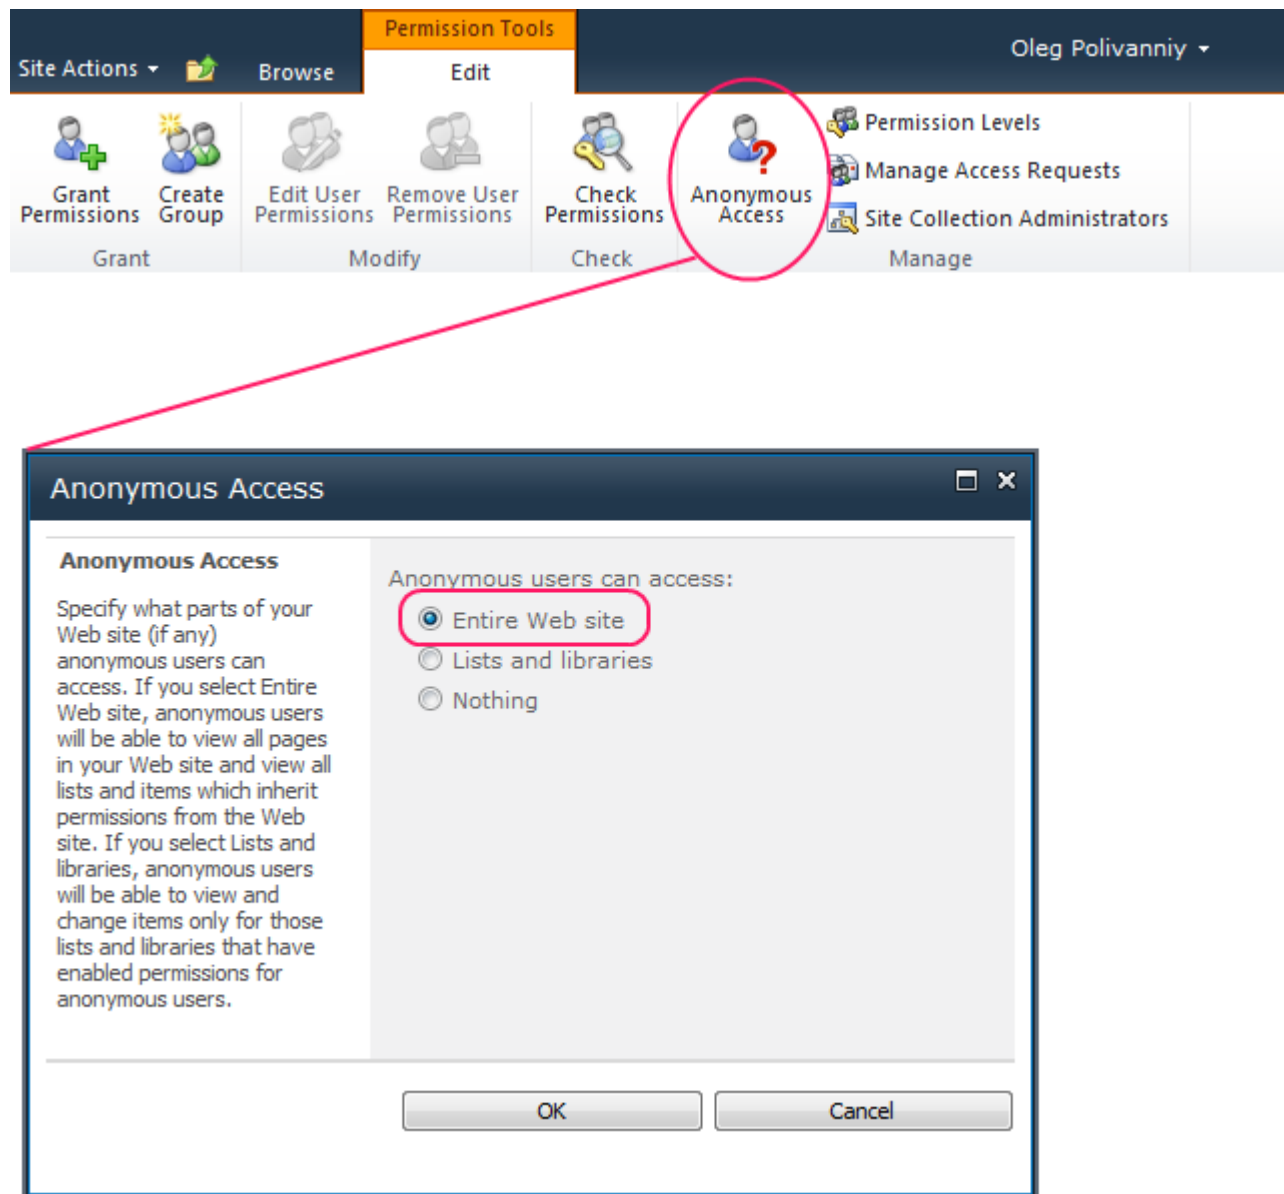 Permission Tools
Oleg Polivanniy
Site Actions
Browse
Edit
Grant
Permissions
Create
Group
Edit User
Permissions
Remove User
Permissions
Check
Permissions
Anonymous
Access
Permission Levels
Manage Access Requests
Site Collection Administrators
Grant
Modify
Check
Manage
Anonymous Access
Anonymous Access
Specify what parts of your
Web site (if any)
anonymous users can
access. If you select Entire
Web site, anonymous users
will be able to view all pages
in your Web site and view all
lists and items which inherit
permissions from the Web
site. If you select Lists and
libraries, anonymous users
will be able to view and
change items only for those
lists and libraries that have
enabled permissions for
anonymous users.
Anonymous users can access:
Entire Web site
Lists and libraries
Nothing
OK
Cancel